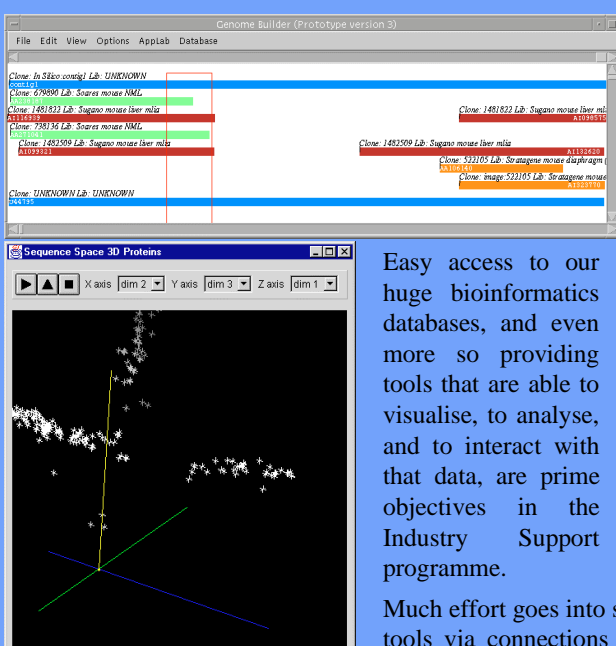 Genome Builder (Prototype version 3)
File Edit View Options AppLab Database
Clone: In Silico:contig1 Lib: UNKNOWN
contig1
Clone: 679890 Lib: Soares mouse NML
Clone: 1481822 Lib: Sugano mouse liver mlia Clone: 1481822 Lib: Sugano mouse liver mli
AI116939 AI098575
Clone: 738136 Lib: Soares mouse NML
Clone: 1482509 Lib: Sugano mouse liver mlia Clone: 1482509 Lib: Sugano mouse liver mlia
AI099321 AI132620
Clone: 522105 Lib: Stratagene mouse diaphragm (
AA106140
Clone: image:522105 Lib: Stratagene mouse
AI323770
Clone: UNKNOWN Lib: UNKNOWN
U44795
Sequence Space 3D Proteins
X axis dim 2 Y axis dim 3 Z axis dim 1
Easy access to our
huge bioinformatics
databases, and even
more so providing
tools that are able to
visualise, to analyse,
and to interact with
that data, are prime
objectives in the
Industry Support
programme.
Much effort goes into s
tools via connections